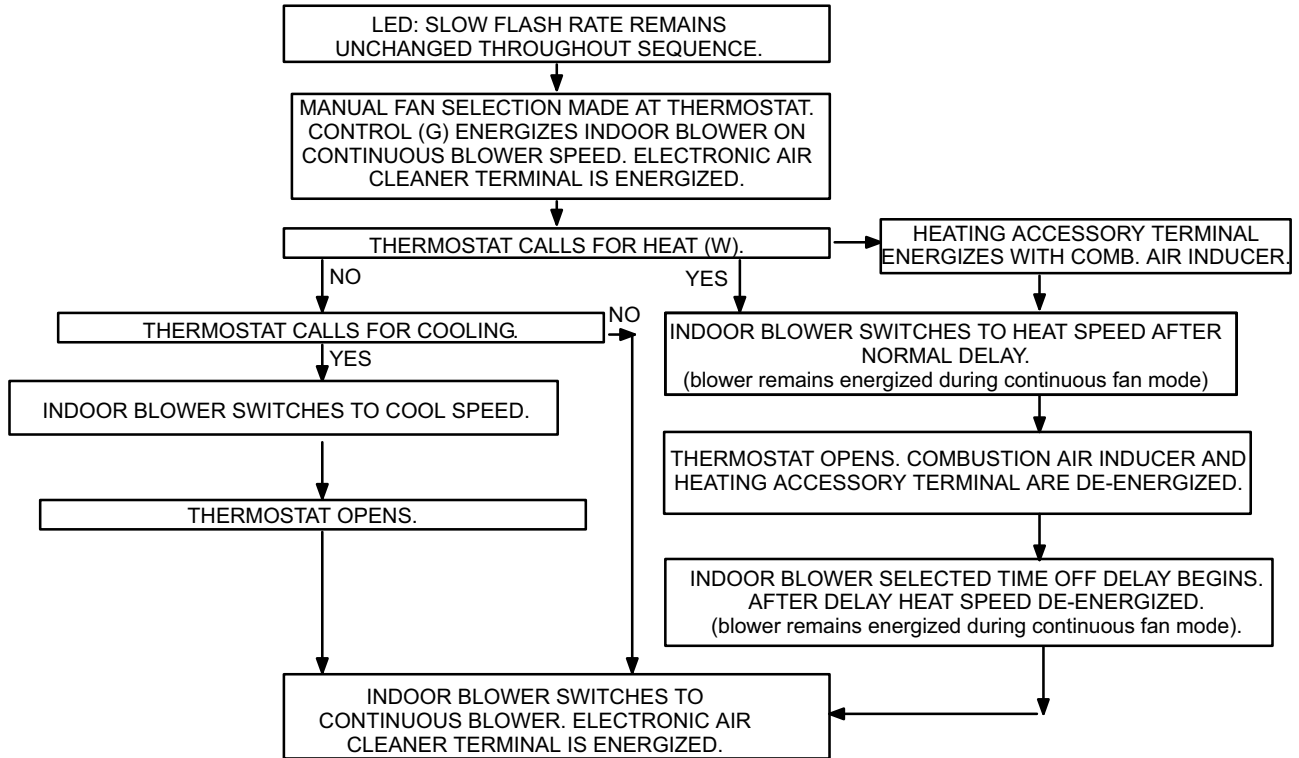 LED: SLOW FLASH RATE REMAINS
UNCHANGED THROUGHOUT SEQUENCE.
MANUAL FAN SELECTION MADE AT THERMOSTAT.
CONTROL (G) ENERGIZES INDOOR BLOWER ON
CONTINUOUS BLOWER SPEED. ELECTRONIC AIR
CLEANER TERMINAL IS ENERGIZED.
THERMOSTAT CALLS FOR HEAT (W).
HEATING ACCESSORY TERMINAL
ENERGIZES WITH COMB. AIR INDUCER.
NO
YES
THERMOSTAT CALLS FOR COOLING.
NO
YES
INDOOR BLOWER SWITCHES TO COOL SPEED.
THERMOSTAT OPENS.
INDOOR BLOWER SWITCHES TO HEAT SPEED AFTER
NORMAL DELAY.
(blower remains energized during continuous fan mode)
THERMOSTAT OPENS. COMBUSTION AIR INDUCER AND
HEATING ACCESSORY TERMINAL ARE DE-ENERGIZED.
INDOOR BLOWER SELECTED TIME OFF DELAY BEGINS.
AFTER DELAY HEAT SPEED DE-ENERGIZED.
(blower remains energized during continuous fan mode).
INDOOR BLOWER SWITCHES TO
CONTINUOUS BLOWER. ELECTRONIC AIR
CLEANER TERMINAL IS ENERGIZED.